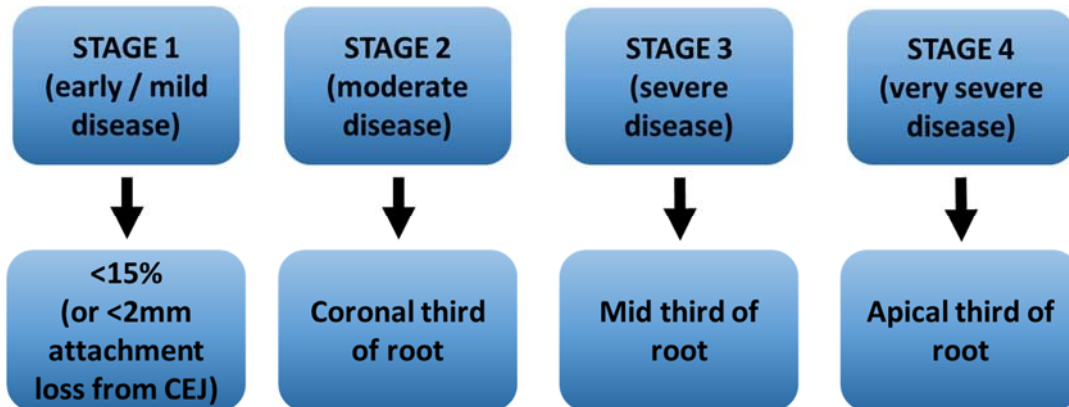 STAGE 1
(early / mild
disease)
STAGE 2
(moderate
disease)
STAGE 3
(severe
disease)
STAGE 4
(very severe
disease)
<15%
(or <2mm
attachment
loss from CEJ)
Coronal third
of root
Mid third of
root
Apical third of
root